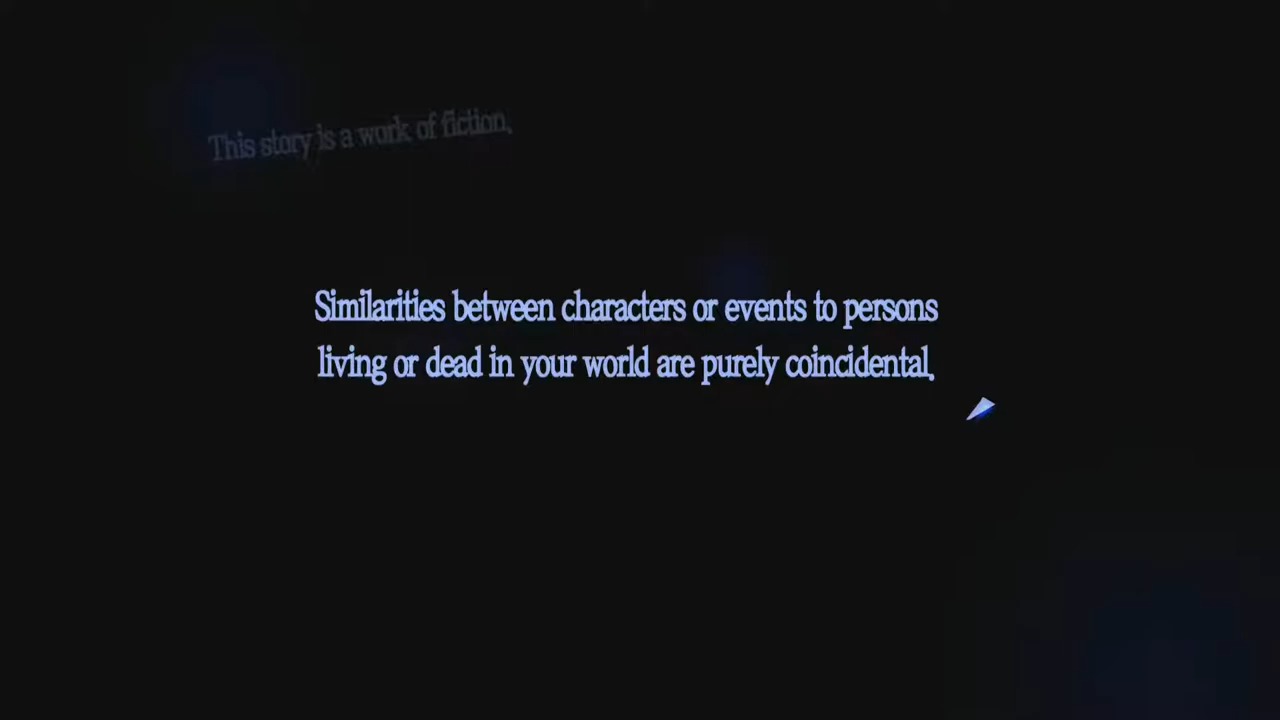 This story is a work of fiction.
Similarities between characters or events to persons
living or dead in your world are purely coincidental.